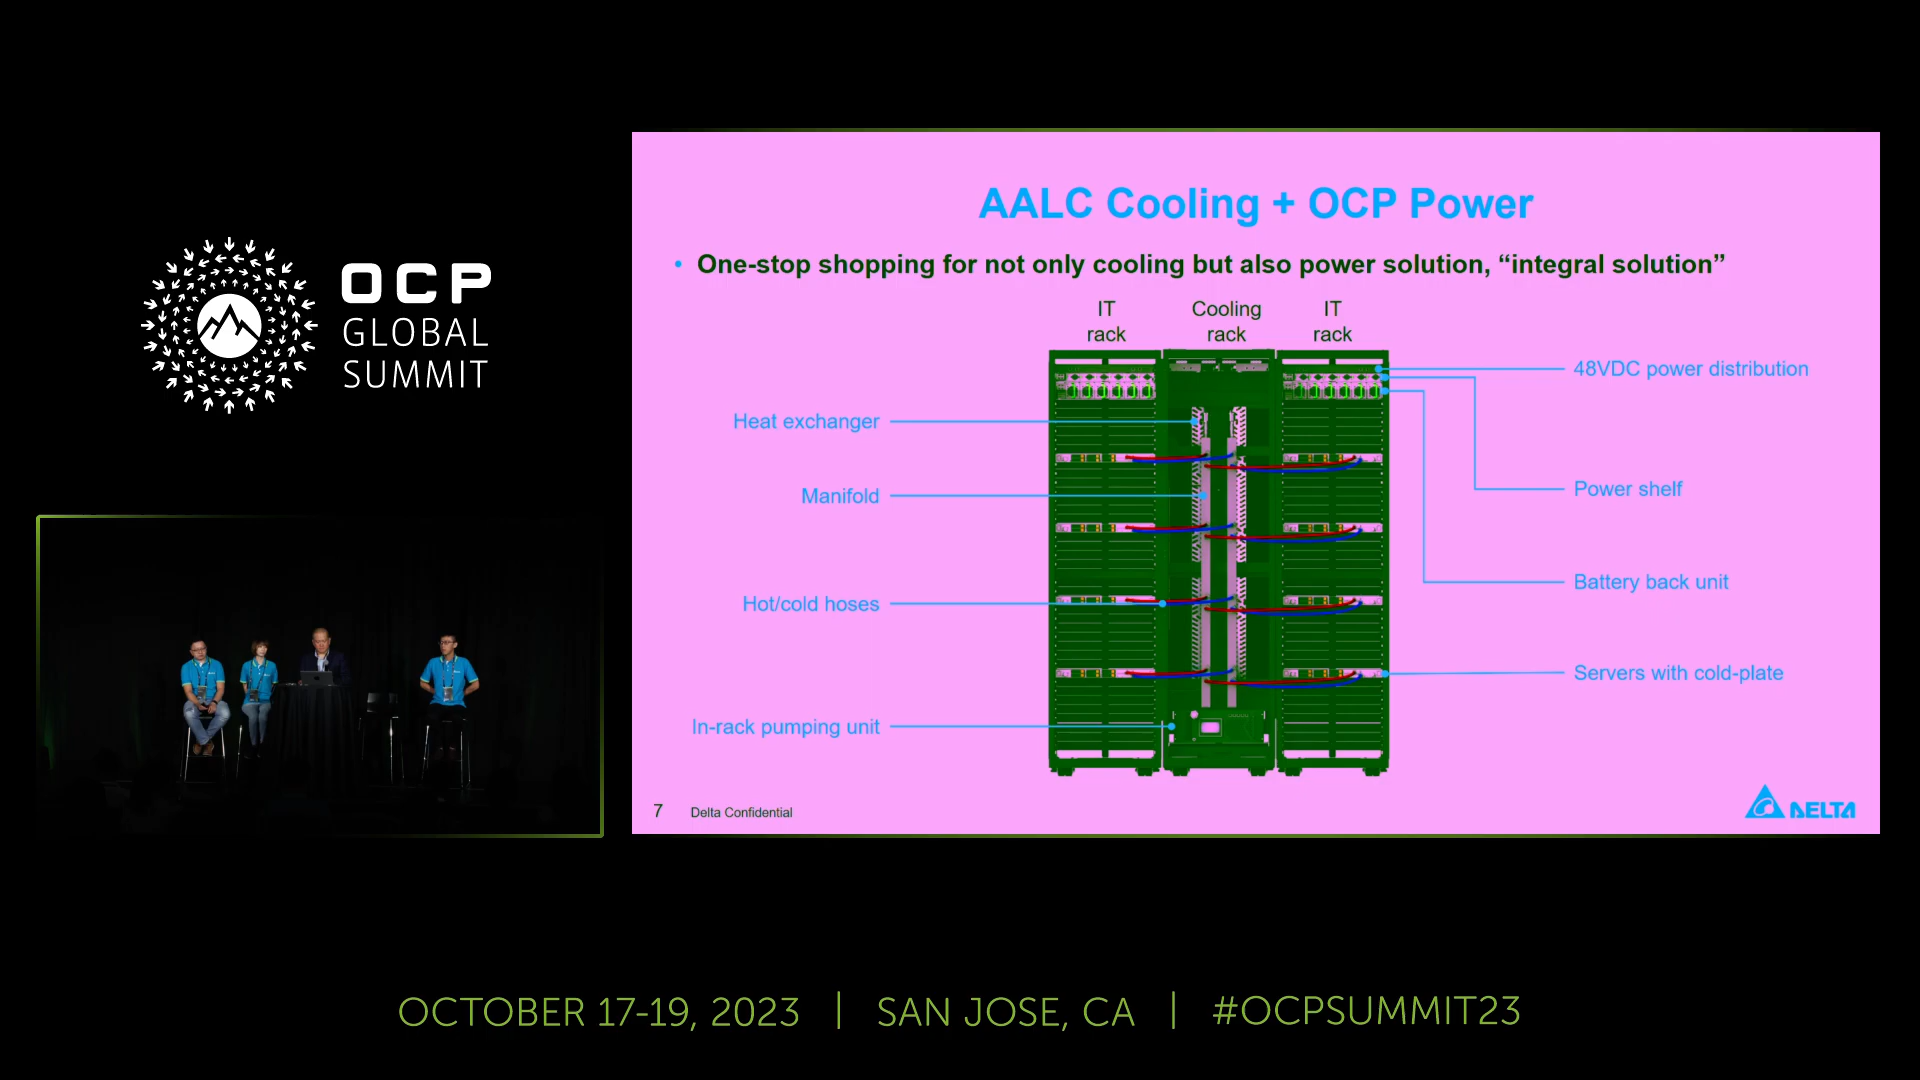 OCP
GLOBAL
SUMMIT
AALC Cooling + OCP Power
• One-stop shopping for not only cooling but also power solution, “integral solution”
IT
rack
Cooling
rack
IT
rack
Heat exchanger
Manifold
Hot/cold hoses
In-rack pumping unit
48VDC power distribution
Power shelf
Battery back unit
Servers with cold-plate
7
Delta Confidential
DELTA
OCTOBER 17-19, 2023 | SAN JOSE, CA | #OCPSUMMIT23